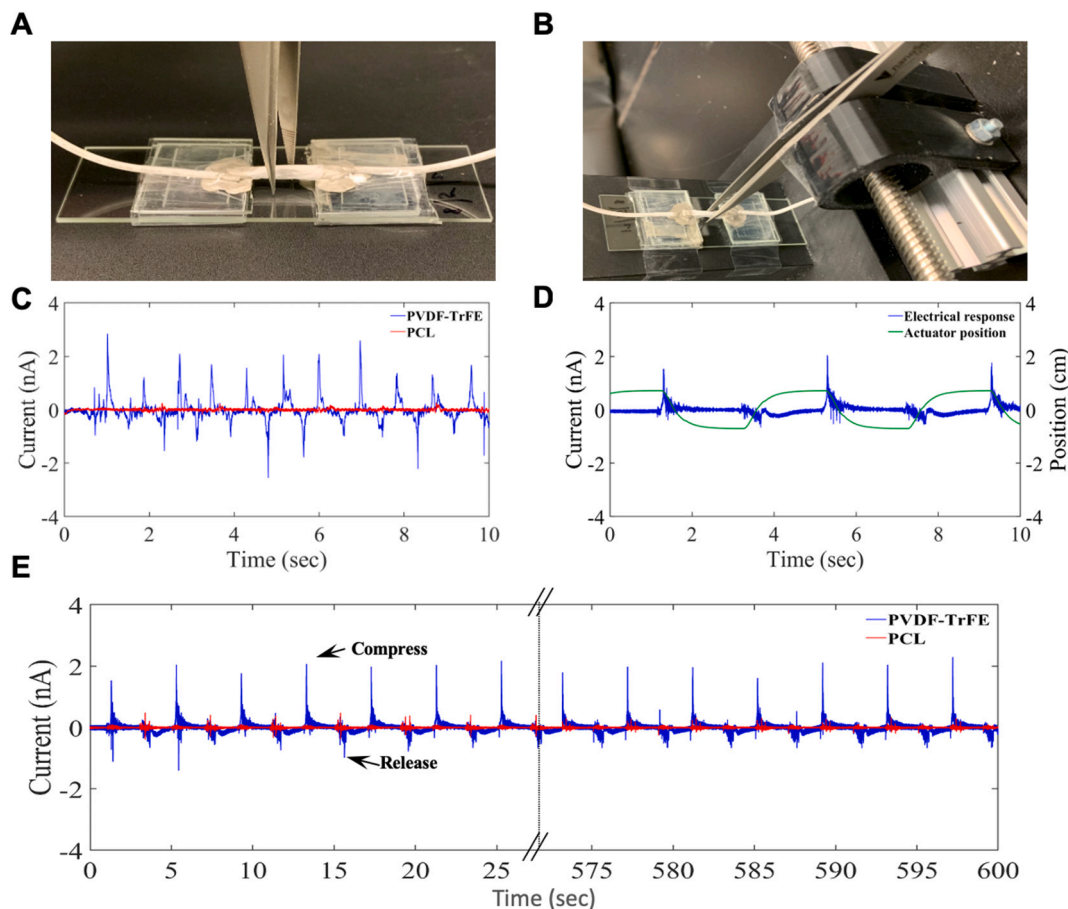 A
B
C
4
2
0
-2
-4
Current (nA)
PVDF-TrFE
PCL
0
2
4
6
8
10
Time (sec)
D
4
2
0
-2
-4
Current (nA)
Electrical response
Actuator position
4
2
0
-2
-4
Position (cm)
0
2
4
6
8
10
Time (sec)
E
4
2
0
-2
-4
Current (nA)
Compress
Release
PVDF-TrFE
PCL
0
5
10
15
20
25
575
580
585
590
595
600
Time (sec)